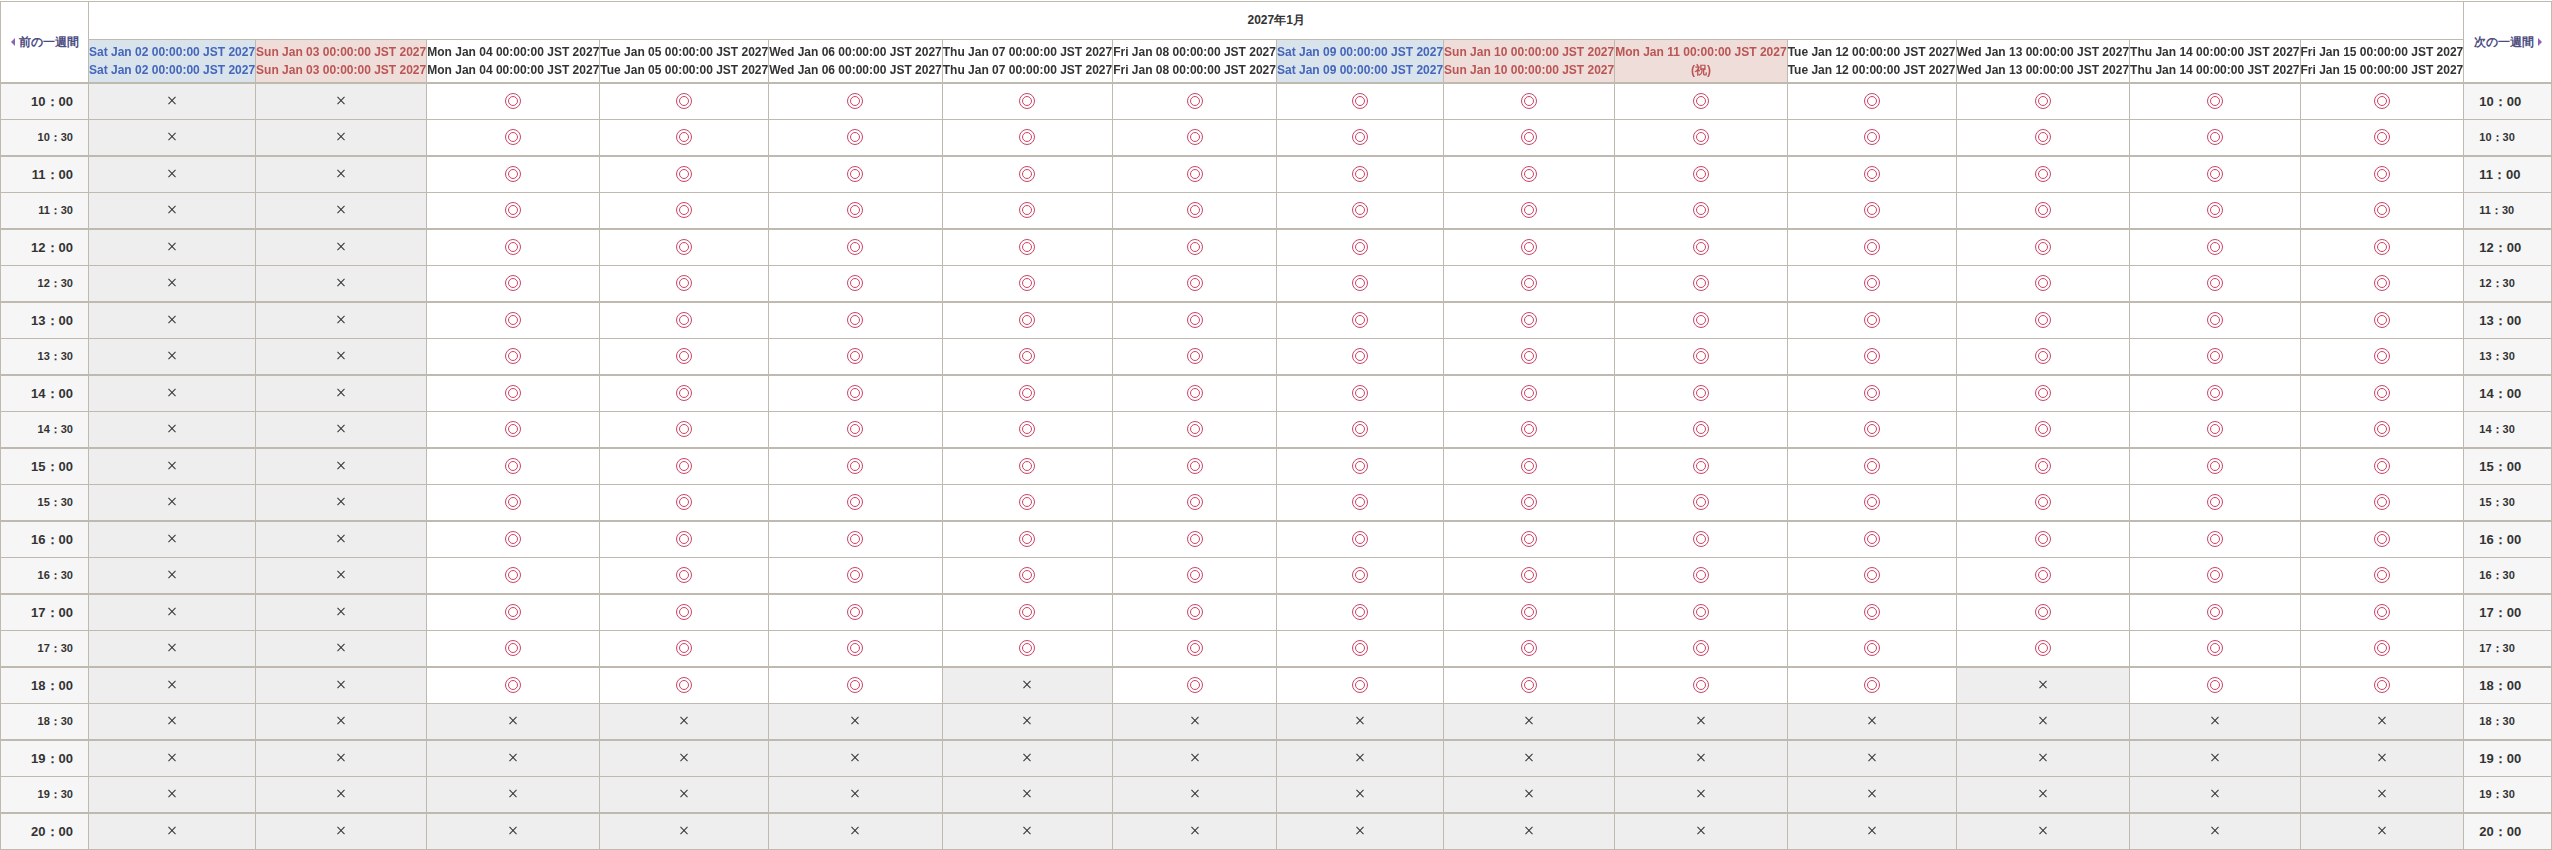 前の一週間
2027年1月
次の一週間
Sat Jan 02 00:00:00 JST 2027 Sun Jan 03 00:00:00 JST 2027 Mon Jan 04 00:00:00 JST 2027 Tue Jan 05 00:00:00 JST 2027 Wed Jan 06 00:00:00 JST 2027 Thu Jan 07 00:00:00 JST 2027 Fri Jan 08 00:00:00 JST 2027 Sat Jan 09 00:00:00 JST 2027 Sun Jan 10 00:00:00 JST 2027 Mon Jan 11 00:00:00 JST 2027 Tue Jan 12 00:00:00 JST 2027 Wed Jan 13 00:00:00 JST 2027 Thu Jan 14 00:00:00 JST 2027 Fri Jan 15 00:00:00 JST 2027
Sat Jan 02 00:00:00 JST 2027 Sun Jan 03 00:00:00 JST 2027 Mon Jan 04 00:00:00 JST 2027 Tue Jan 05 00:00:00 JST 2027 Wed Jan 06 00:00:00 JST 2027 Thu Jan 07 00:00:00 JST 2027 Fri Jan 08 00:00:00 JST 2027 Sat Jan 09 00:00:00 JST 2027 Sun Jan 10 00:00:00 JST 2027 (祝) Tue Jan 12 00:00:00 JST 2027 Wed Jan 13 00:00:00 JST 2027 Thu Jan 14 00:00:00 JST 2027 Fri Jan 15 00:00:00 JST 2027
10：00 × × ◎ ◎ ◎ ◎ ◎ ◎ ◎ ◎ ◎ ◎ ◎ ◎ 10：00
10：30 × × ◎ ◎ ◎ ◎ ◎ ◎ ◎ ◎ ◎ ◎ ◎ ◎ 10：30
11：00 × × ◎ ◎ ◎ ◎ ◎ ◎ ◎ ◎ ◎ ◎ ◎ ◎ 11：00
11：30 × × ◎ ◎ ◎ ◎ ◎ ◎ ◎ ◎ ◎ ◎ ◎ ◎ 11：30
12：00 × × ◎ ◎ ◎ ◎ ◎ ◎ ◎ ◎ ◎ ◎ ◎ ◎ 12：00
12：30 × × ◎ ◎ ◎ ◎ ◎ ◎ ◎ ◎ ◎ ◎ ◎ ◎ 12：30
13：00 × × ◎ ◎ ◎ ◎ ◎ ◎ ◎ ◎ ◎ ◎ ◎ ◎ 13：00
13：30 × × ◎ ◎ ◎ ◎ ◎ ◎ ◎ ◎ ◎ ◎ ◎ ◎ 13：30
14：00 × × ◎ ◎ ◎ ◎ ◎ ◎ ◎ ◎ ◎ ◎ ◎ ◎ 14：00
14：30 × × ◎ ◎ ◎ ◎ ◎ ◎ ◎ ◎ ◎ ◎ ◎ ◎ 14：30
15：00 × × ◎ ◎ ◎ ◎ ◎ ◎ ◎ ◎ ◎ ◎ ◎ ◎ 15：00
15：30 × × ◎ ◎ ◎ ◎ ◎ ◎ ◎ ◎ ◎ ◎ ◎ ◎ 15：30
16：00 × × ◎ ◎ ◎ ◎ ◎ ◎ ◎ ◎ ◎ ◎ ◎ ◎ 16：00
16：30 × × ◎ ◎ ◎ ◎ ◎ ◎ ◎ ◎ ◎ ◎ ◎ ◎ 16：30
17：00 × × ◎ ◎ ◎ ◎ ◎ ◎ ◎ ◎ ◎ ◎ ◎ ◎ 17：00
17：30 × × ◎ ◎ ◎ ◎ ◎ ◎ ◎ ◎ ◎ ◎ ◎ ◎ 17：30
18：00 × × ◎ ◎ ◎ × ◎ ◎ ◎ ◎ ◎ × ◎ ◎ 18：00
18：30 × × × × × × × × × × × × × × 18：30
19：00 × × × × × × × × × × × × × × 19：00
19：30 × × × × × × × × × × × × × × 19：30
20：00 × × × × × × × × × × × × × × 20：00